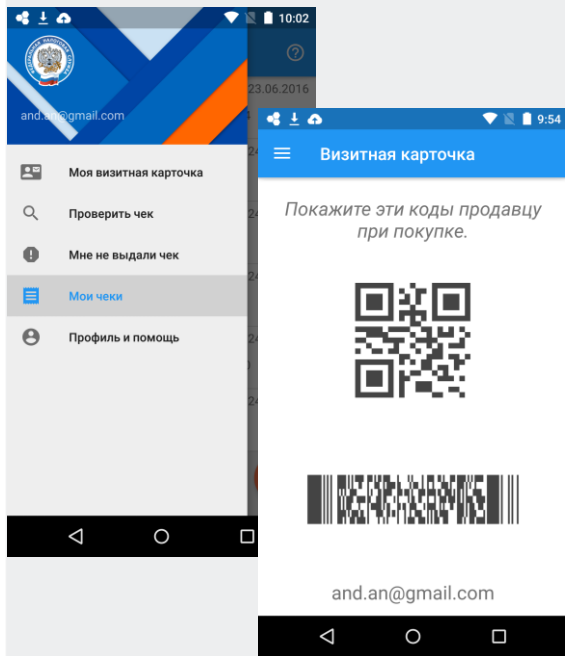 10:02
and.an@gmail.com
23.06.2016
Моя визитная карточка
Проверить чек
Мне не выдали чек
Мои чеки
Профиль и помощь
9:54
Визитная карточка
Покажите эти коды продавцу
при покупке.
and.an@gmail.com